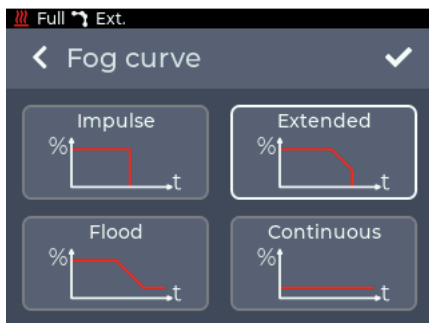 Full Ext.
Fog curve
Impulse
Extended
%
t
%
t
Flood
Continuous
%
t
%
t